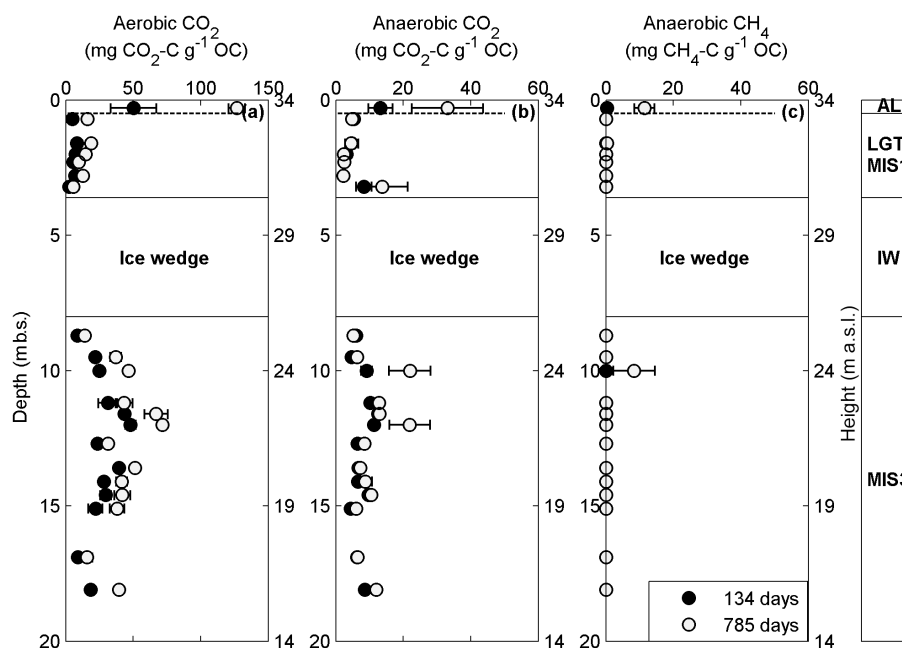 Aerobic CO2
(mg CO2-C g-1 OC)
0 50 100 150
Anaerobic CO2
(mg CO2-C g-1 OC)
0 20 40 60
Anaerobic CH4
(mg CH4-C g-1 OC)
0 20 40 60
0 34 0 34 0 34
(a) (b) (c) AL
LGT
MIS1
5 29 5 29 5 29
Ice wedge Ice wedge Ice wedge IW
Depth (m b.s.)
Height (m a.s.l.)
10 24 10 24 10 24
MIS3
15 19 15 19 15 19
134 days
785 days
20 14 20 14 20 14